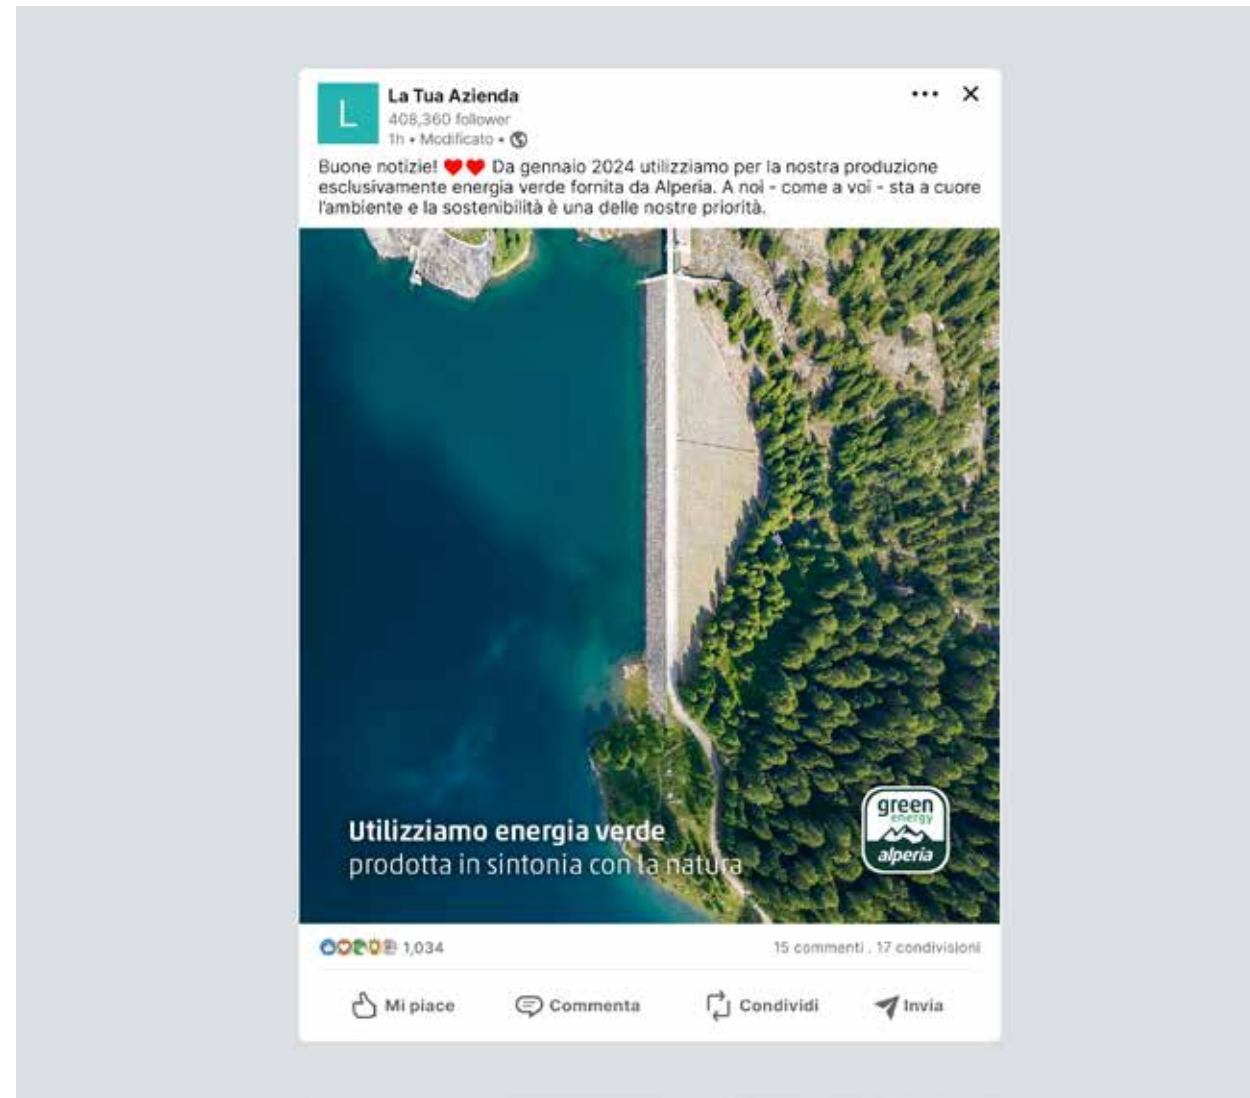 L
La Tua Azienda
408,360 follower
1h • Modificato •
Buone notizie! ❤❤ Da gennaio 2024 utilizziamo per la nostra produzione
esclusivamente energia verde fornita da Alperia. A noi - come a voi - sta a cuore
l'ambiente e la sostenibilità è una delle nostre priorità.
Utilizziamo energia verde
prodotta in sintonia con la natura
green
energy
alperia
1,034
15 commenti . 17 condivisioni
Mi piace
Commenta
Condividi
Invia